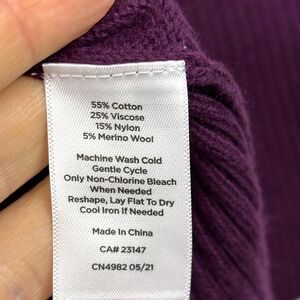 55% Cotton
25% Viscose
15% Nylon
5% Merino Wool
Machine Wash Cold
Gentle Cycle
Only Non-Chlorine Bleach
When Needed
Reshape, Lay Flat To Dry
Cool Iron If Needed
Made in China
CA# 23147
CN4982 05/21